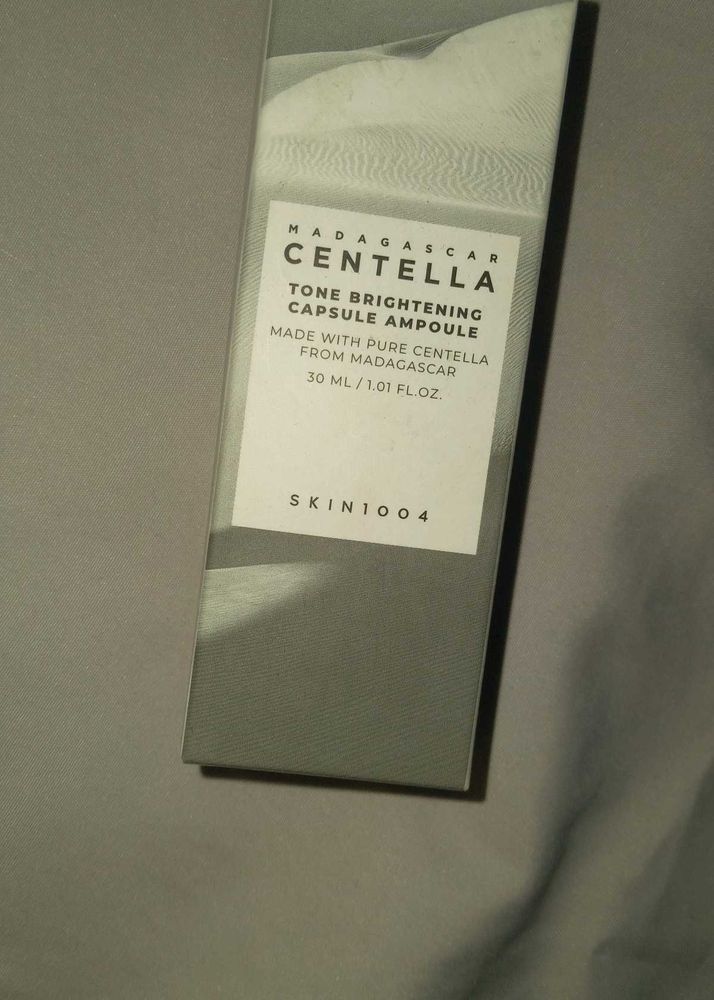 MADAGASCAR
CENTELLA
TONE BRIGHTENING
CAPSULE AMPOULE
MADE WITH PURE CENTELLA
FROM MADAGASCAR
30 ML / 1.01 FL.OZ.
SKIN1004